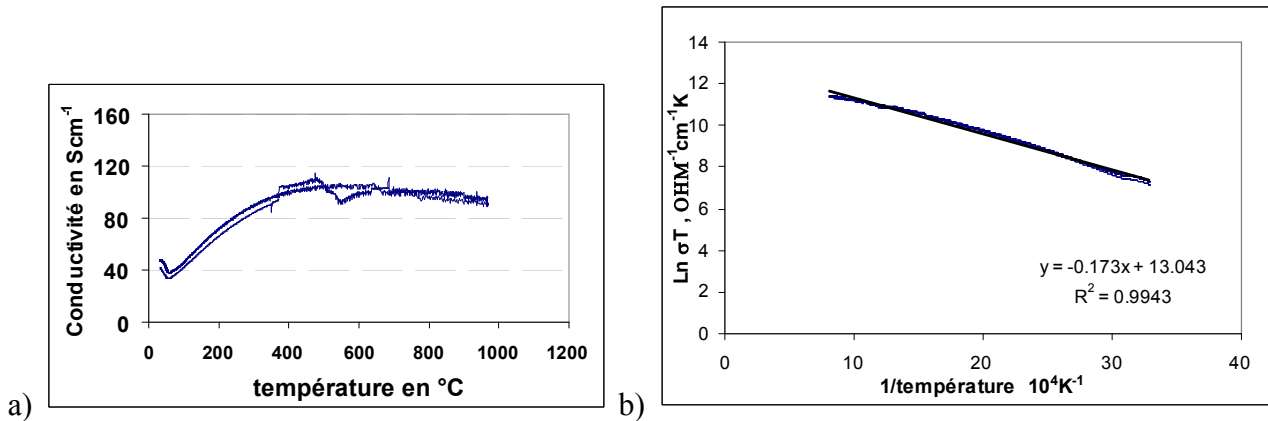 a)
Conductivité en Scm⁻¹
160
120
80
40
0
0 200 400 600 800 1000 1200
température en °C
b)
Ln σT , OHM⁻¹cm⁻¹K
14
12
10
8
6
4
2
0
y = -0.173x + 13.043
R² = 0.9943
0 10 20 30 40
1/température 10⁴K⁻¹